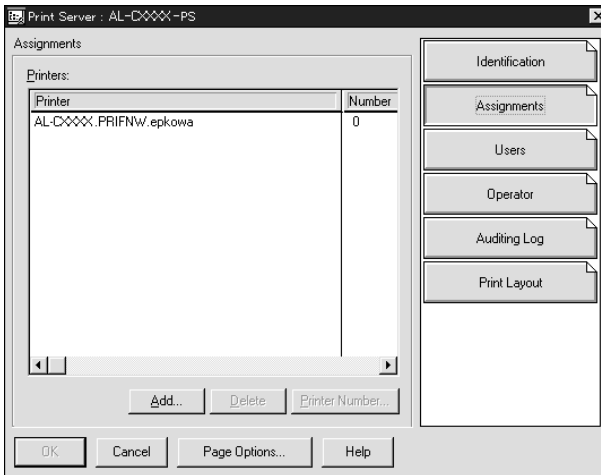 Print Server : AL-CXXXX-PS
Assignments
Printers:
Printer Number
AL-CXXXX.PRIFNW.epkowa 0
Add... Delete Printer Number...
OK Cancel Page Options... Help
Identification
Assignments
Users
Operator
Auditing Log
Print Layout